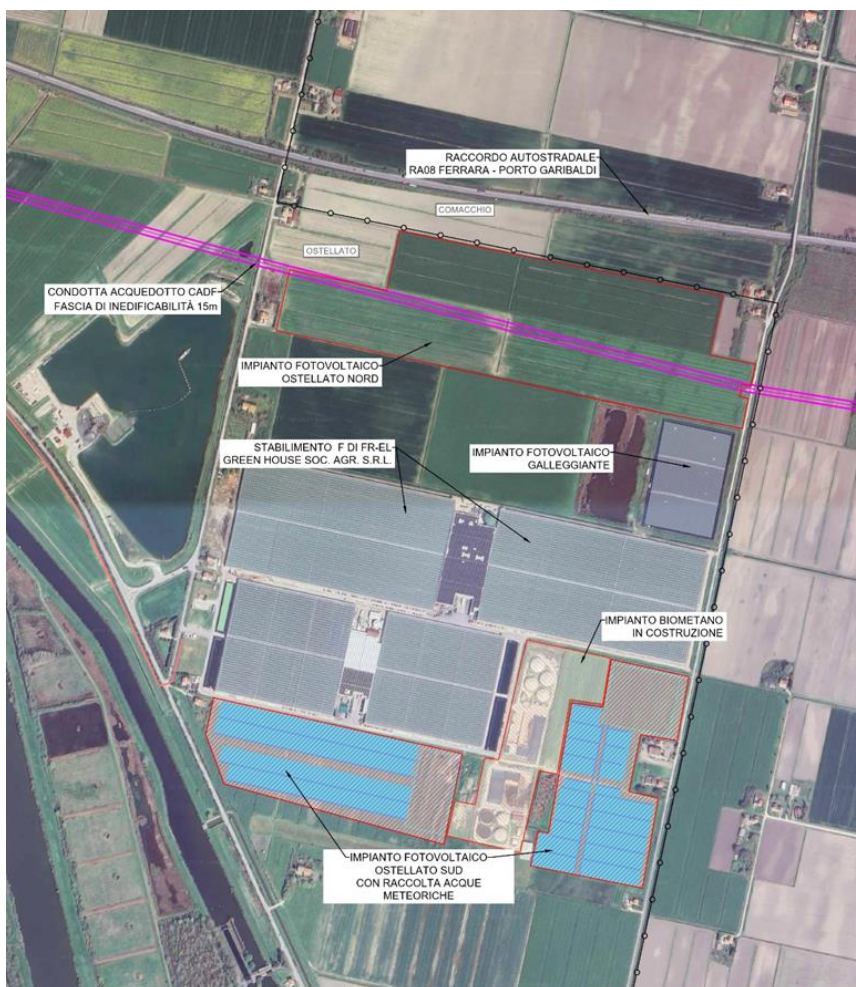 RACCORDO AUTOSTRADALE
RA08 FERRARA - PORTO GARIBALDI
COMACCHIO
OSTELLATO
CONDOTTA ACQUEDOTTO CADF
FASCIA DI INEDIFICABILITÀ 15m
IMPIANTO FOTOVOLTAICO
OSTELLATO NORD
STABILIMENTO F DI FR-EL
GREEN HOUSE SOC. AGR. S.R.L.
IMPIANTO FOTOVOLTAICO
GALLEGGIANTE
IMPIANTO BIOMETANO
IN COSTRUZIONE
IMPIANTO FOTOVOLTAICO
OSTELLATO SUD
CON RACCOLTA ACQUE
METEORICHE